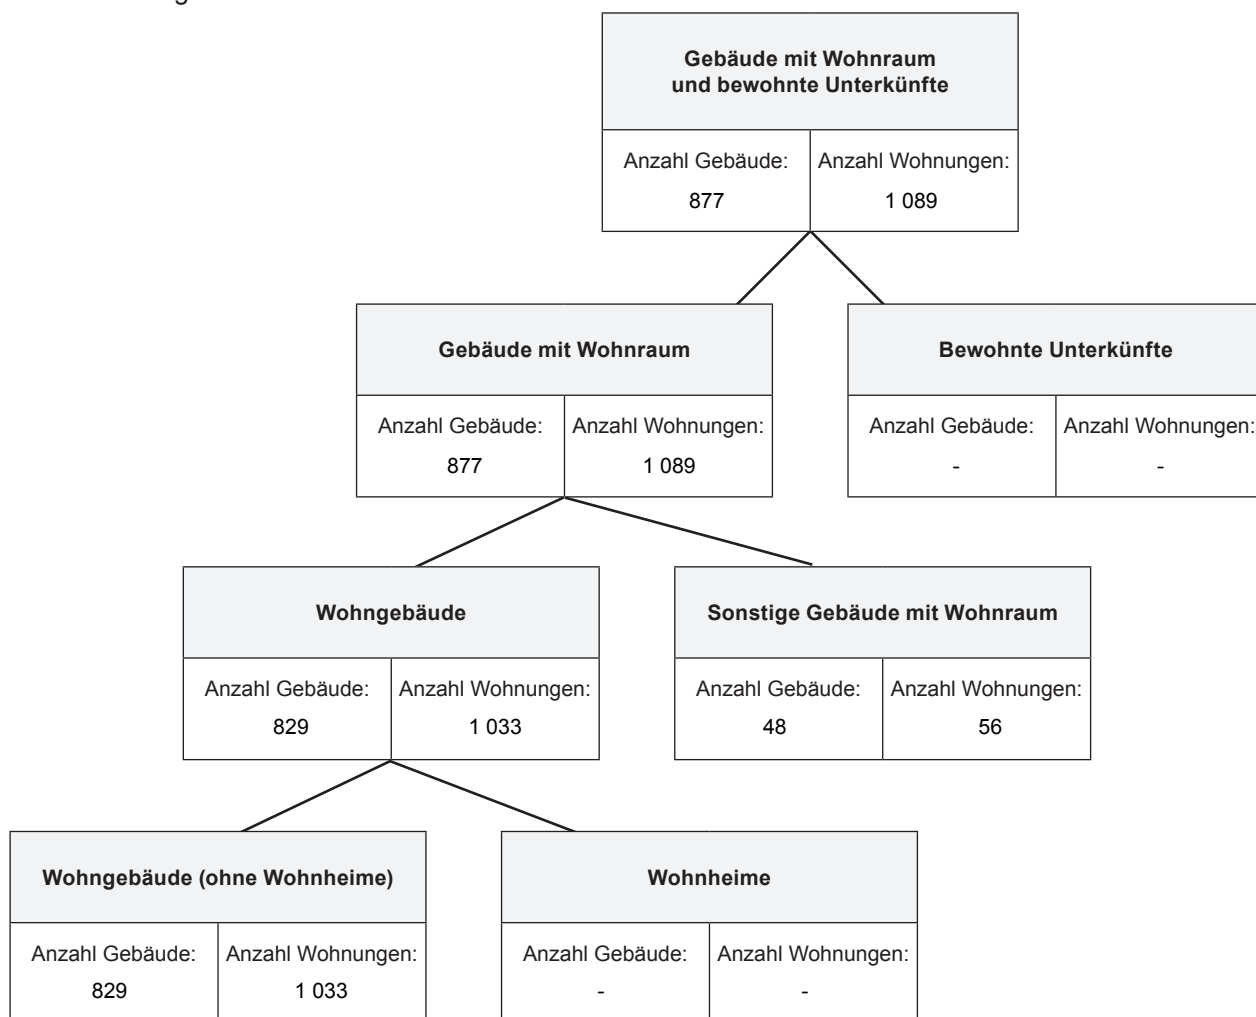 Gebäude mit Wohnraum
und bewohnte Unterkünfte
Anzahl Gebäude: Anzahl Wohnungen:
877 1 089
Gebäude mit Wohnraum
Anzahl Gebäude: Anzahl Wohnungen:
877 1 089
Bewohnte Unterkünfte
Anzahl Gebäude: Anzahl Wohnungen:
- -
Wohngebäude
Anzahl Gebäude: Anzahl Wohnungen:
829 1 033
Sonstige Gebäude mit Wohnraum
Anzahl Gebäude: Anzahl Wohnungen:
48 56
Wohngebäude (ohne Wohnheime)
Anzahl Gebäude: Anzahl Wohnungen:
829 1 033
Wohnheime
Anzahl Gebäude: Anzahl Wohnungen:
- -